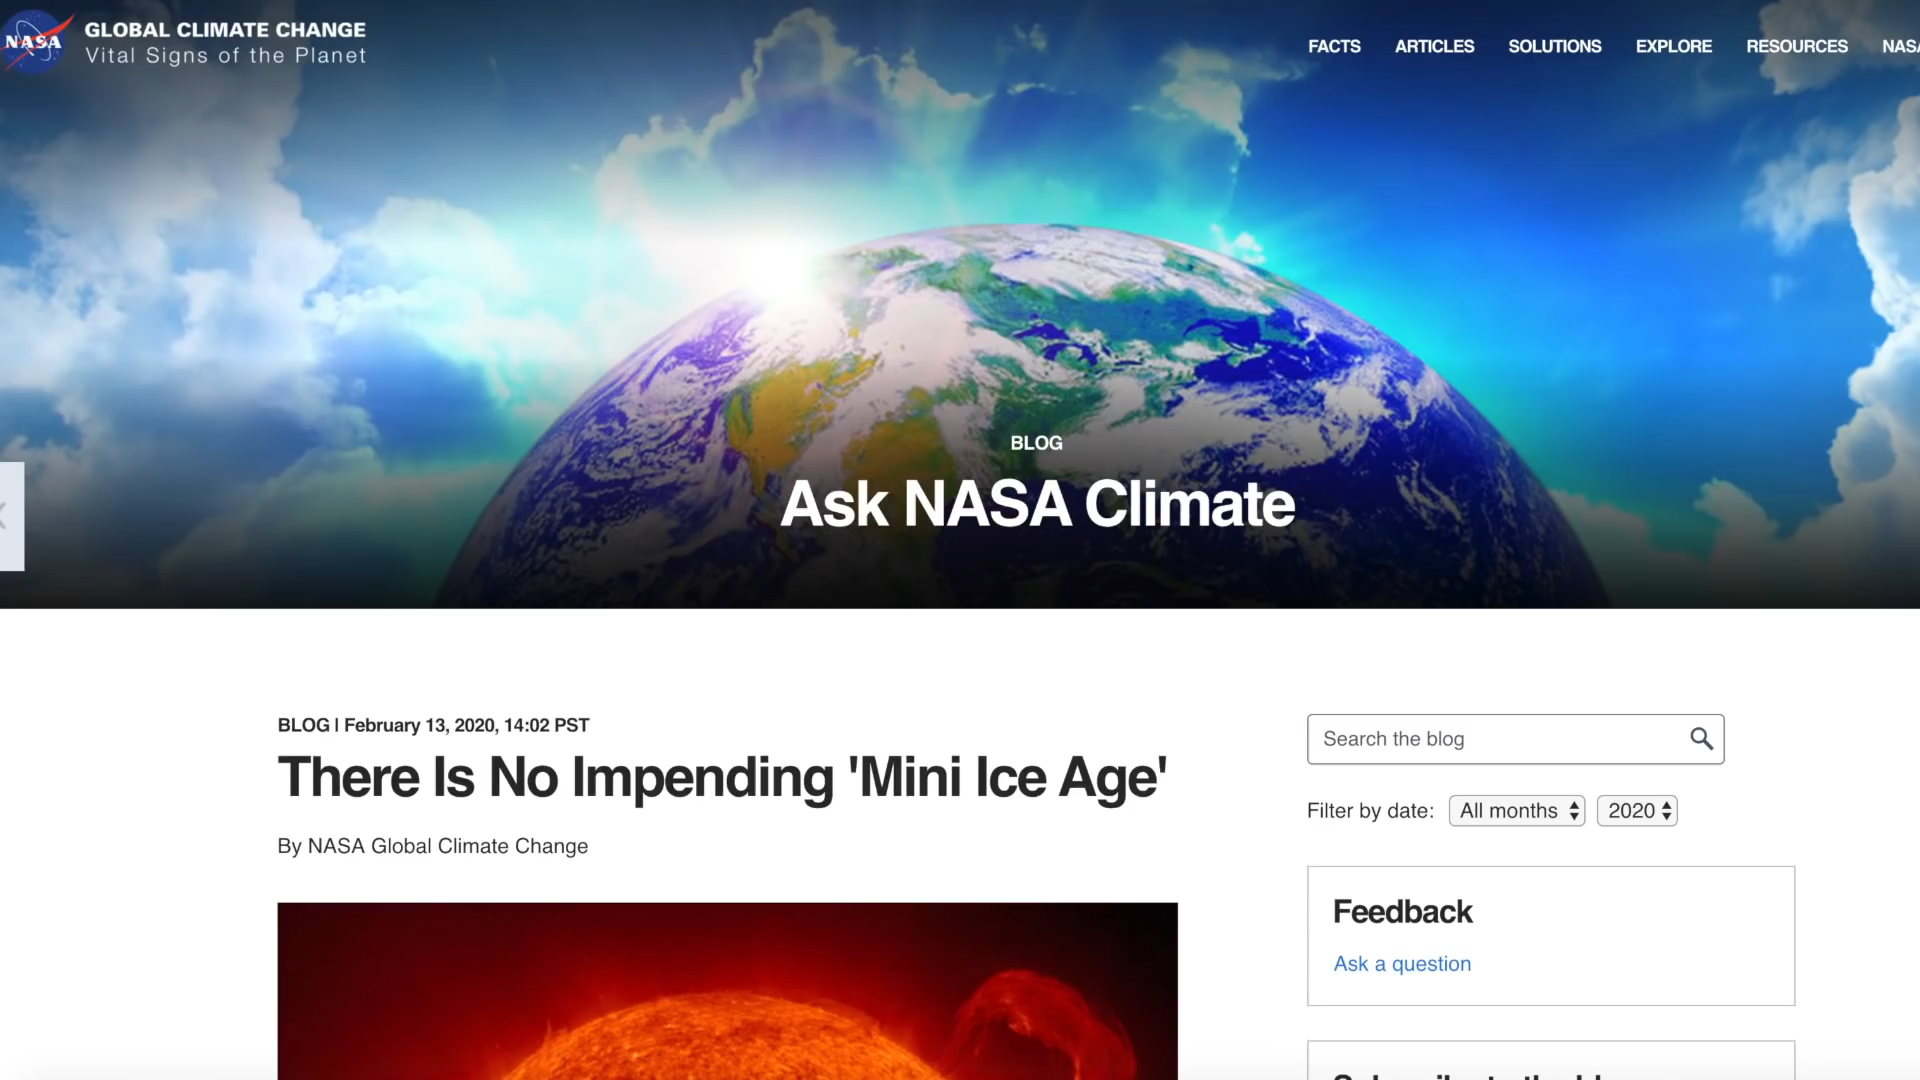 NASA
GLOBAL CLIMATE CHANGE
Vital Signs of the Planet
FACTS ARTICLES SOLUTIONS EXPLORE RESOURCES NASA
BLOG
Ask NASA Climate
BLOG | February 13, 2020, 14:02 PST
There Is No Impending 'Mini Ice Age'
By NASA Global Climate Change
Search the blog
Filter by date: All months 2020
Feedback
Ask a question